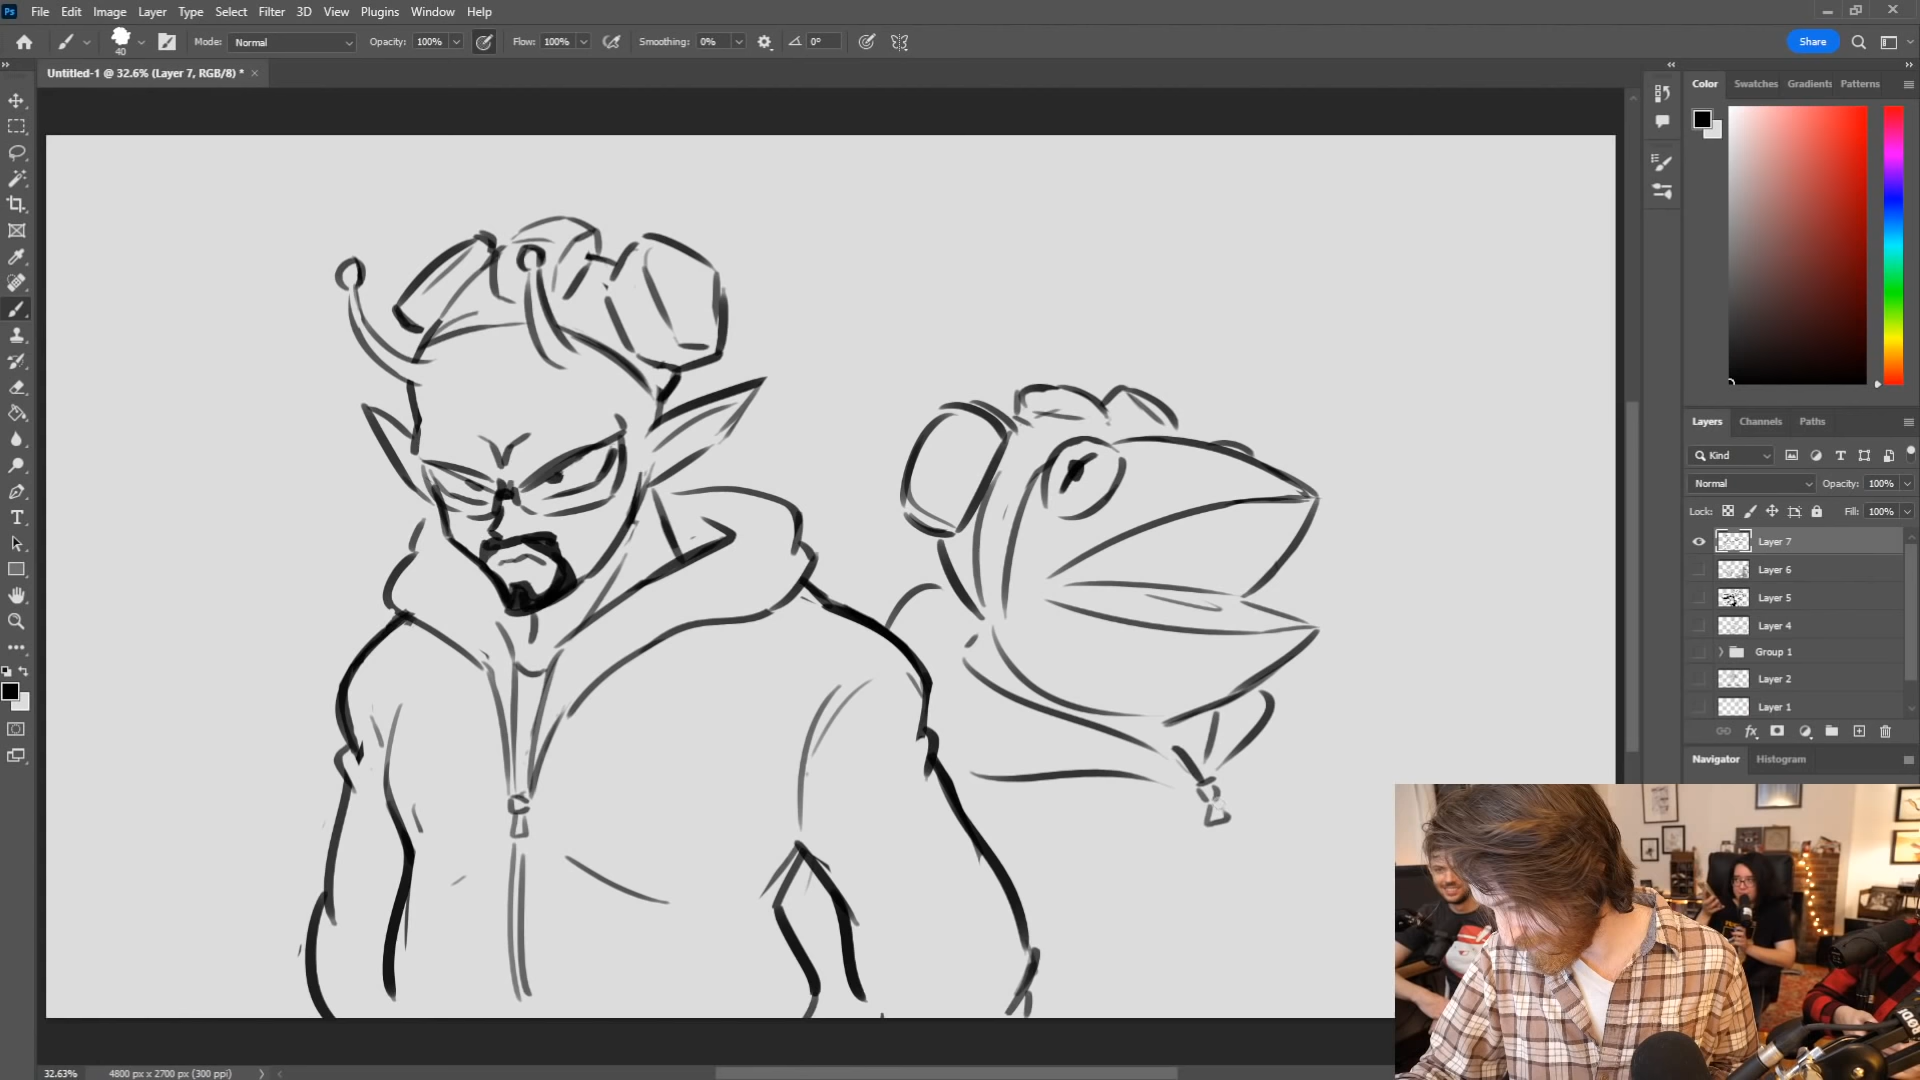 Ps File Edit Image Layer Type Select Filter 3D View Plugins Window Help
40 Mode: Normal Opacity: 100% Flow: 100% Smoothing: 0% 0° Share
Untitled-1 @ 32.6% (Layer 7, RGB/8) *
Color Swatches Gradients Patterns
Layers Channels Paths
Kind
Normal Opacity: 100%
Lock: Fill: 100%
Layer 7
Layer 6
Layer 5
Layer 4
Group 1
Layer 2
Layer 1
fx
Navigator Histogram
32.63% 4800 px x 2700 px (300 ppi)